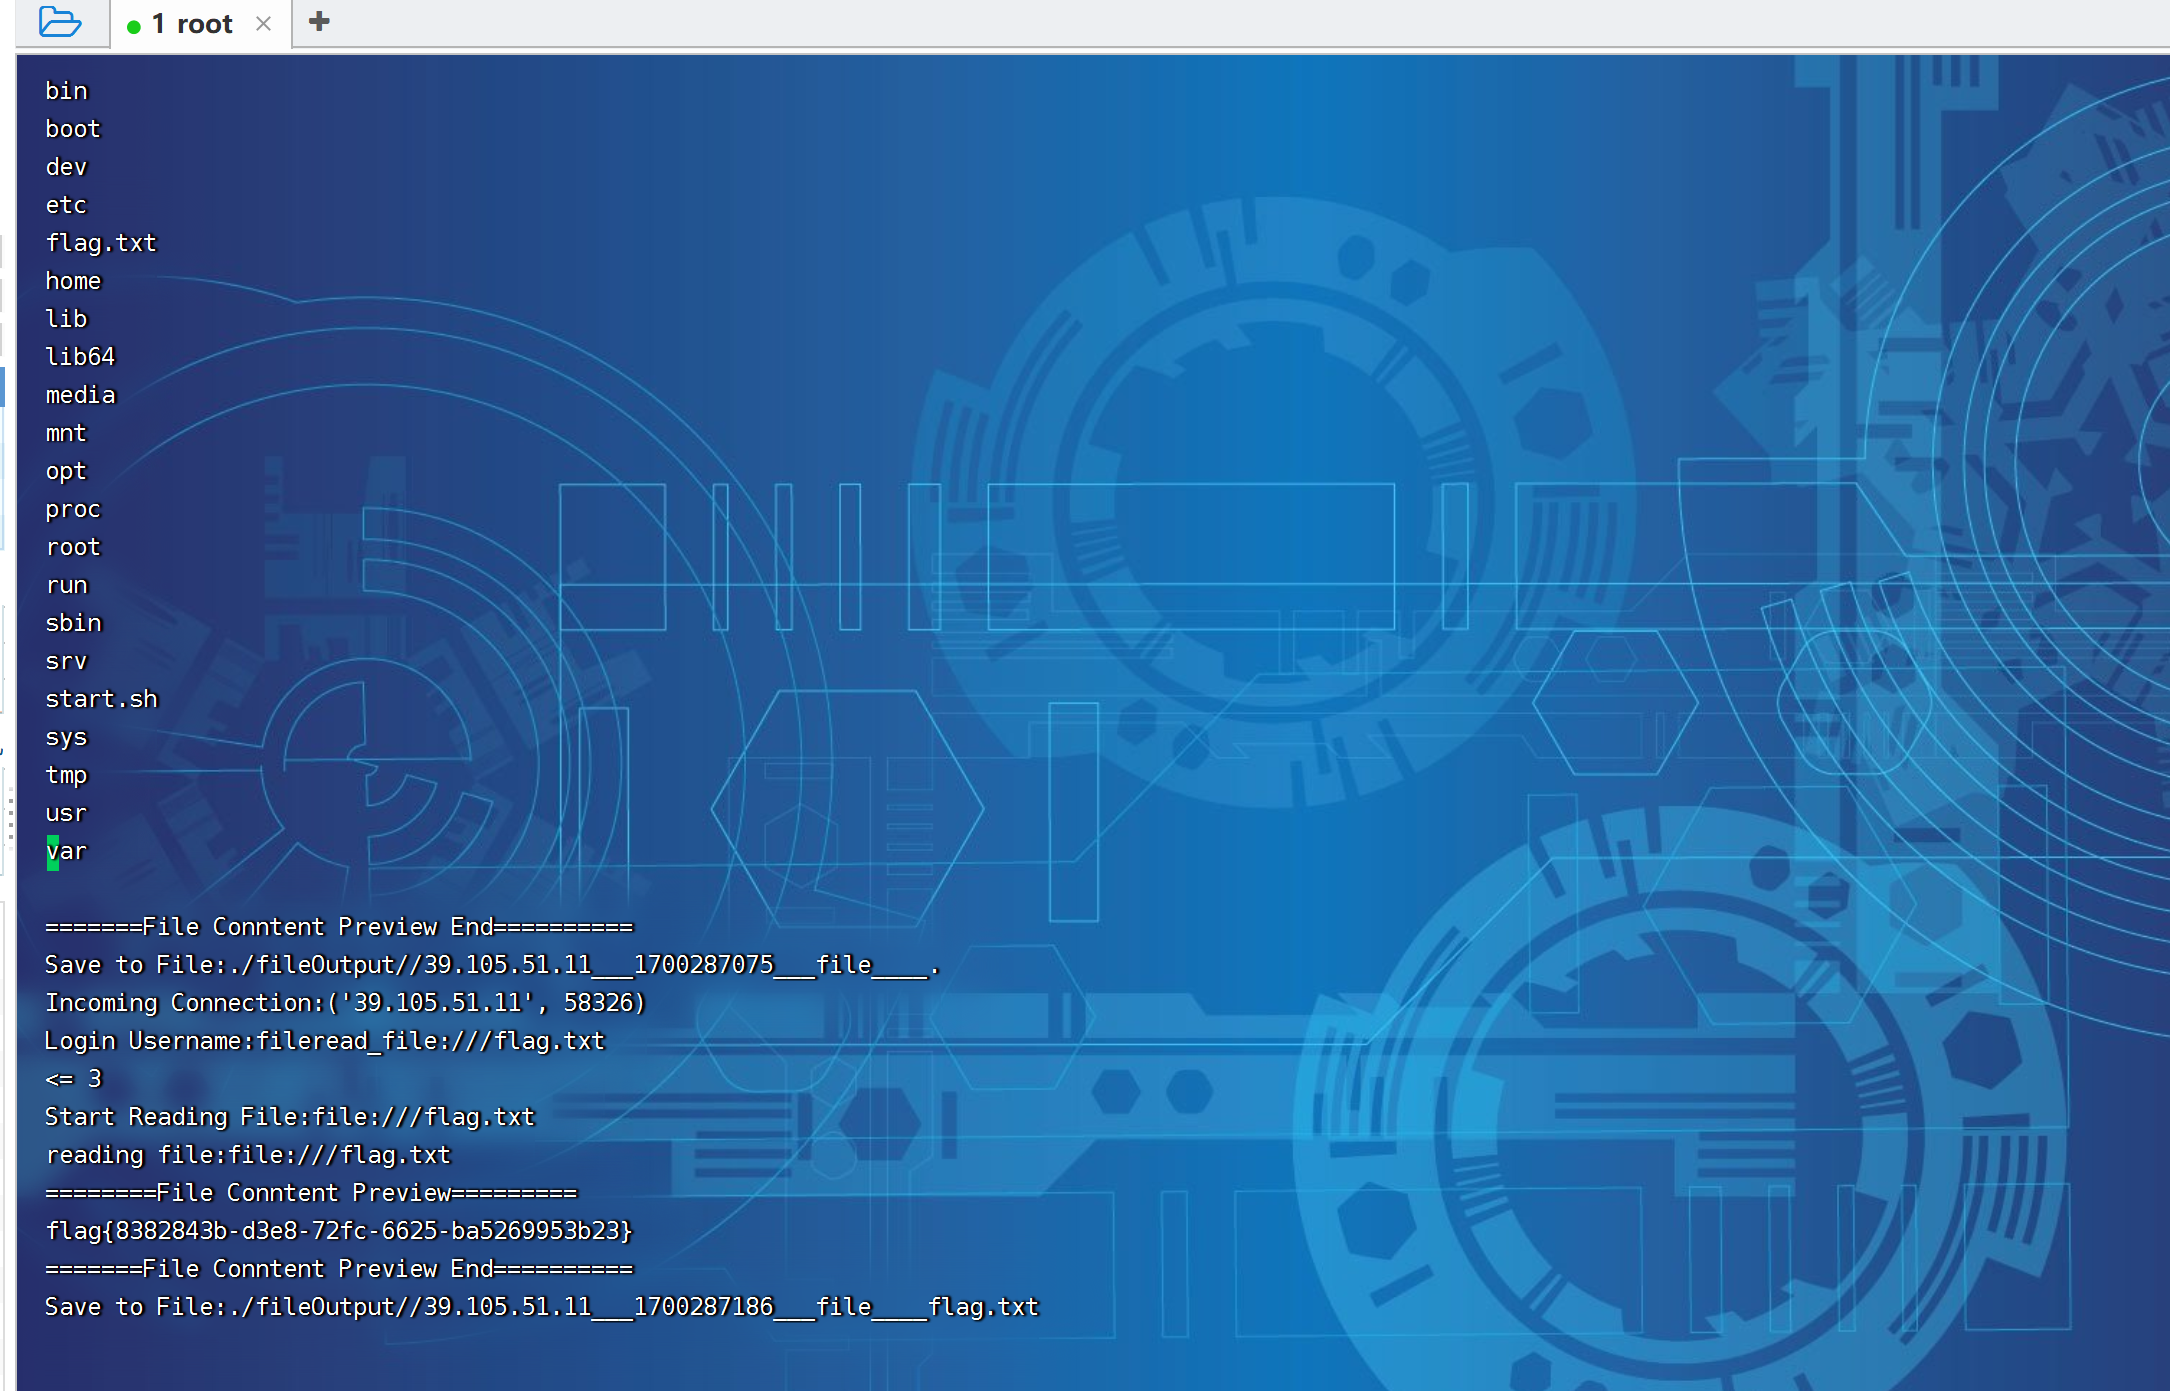 1 root
bin
boot
dev
etc
flag.txt
home
lib
lib64
media
mnt
opt
proc
root
run
sbin
srv
start.sh
sys
tmp
usr
var
=======File Conntent Preview End==========
Save to File:./fileOutput//39.105.51.11___1700287075___file____.
Incoming Connection:('39.105.51.11', 58326)
Login Username:fileread_file:///flag.txt
<= 3
Start Reading File:file:///flag.txt
reading file:file:///flag.txt
========File Conntent Preview=========
flag{8382843b-d3e8-72fc-6625-ba5269953b23}
=======File Conntent Preview End==========
Save to File:./fileOutput//39.105.51.11___1700287186___file____flag.txt